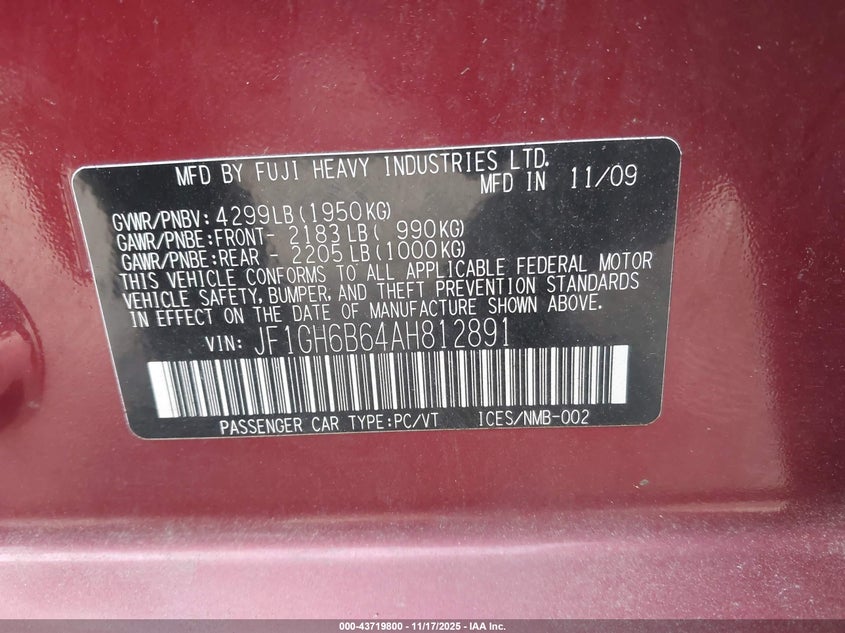 MFD BY FUJI HEAVY INDUSTRIES LTD.
MFD IN 11/09
GVWR/PNBV: 4299LB(1950KG)
GAWR/PNBE:FRONT- 2183LB( 990KG)
GAWR/PNBE:REAR - 2205LB(1000KG)
THIS VEHICLE CONFORMS TO ALL APPLICABLE FEDERAL MOTOR
VEHICLE SAFETY, BUMPER, AND THEFT PREVENTION STANDARDS
IN EFFECT ON THE DATE OF MANUFACTURE SHOWN ABOVE.
VIN: JF1GH6B64AH812891
PASSENGER CAR TYPE:PC/VT ICES/NMB-002
000-43719800 - 11/17/2025 - IAA Inc.